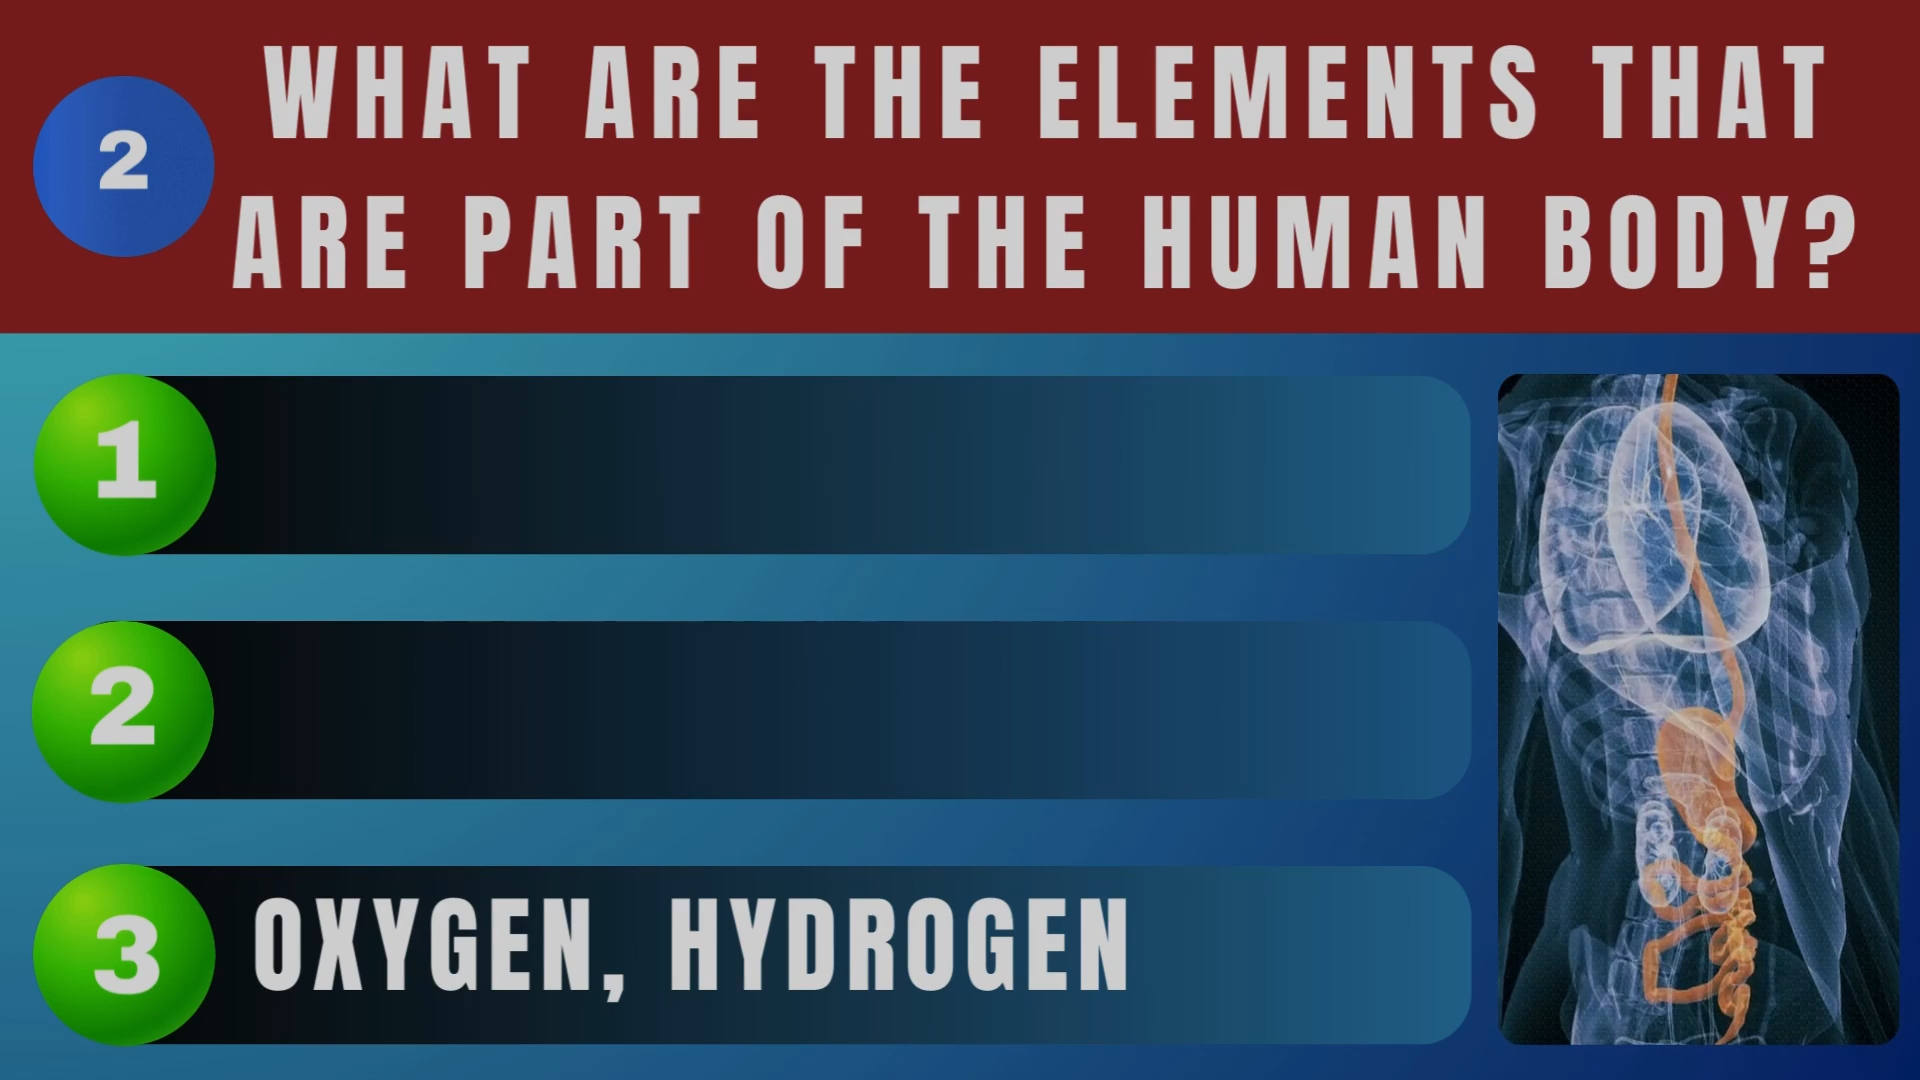 2
WHAT ARE THE ELEMENTS THAT
ARE PART OF THE HUMAN BODY?
1
2
3 OXYGEN, HYDROGEN